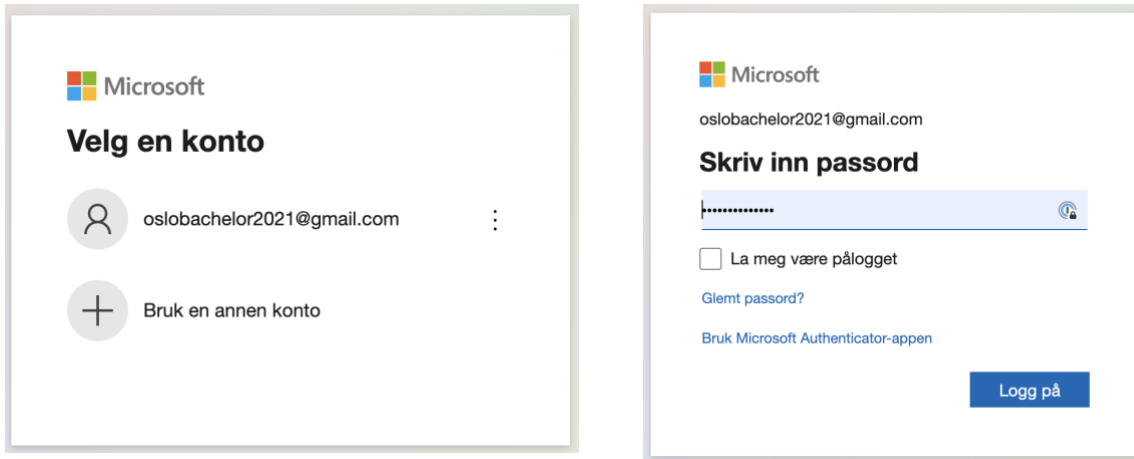 Microsoft
Velg en konto
oslobachelor2021@gmail.com
Bruk en annen konto
Microsoft
oslobachelor2021@gmail.com
Skriv inn passord
••••••••••••••
La meg være pålogget
Glemt passord?
Bruk Microsoft Authenticator-appen
Logg på